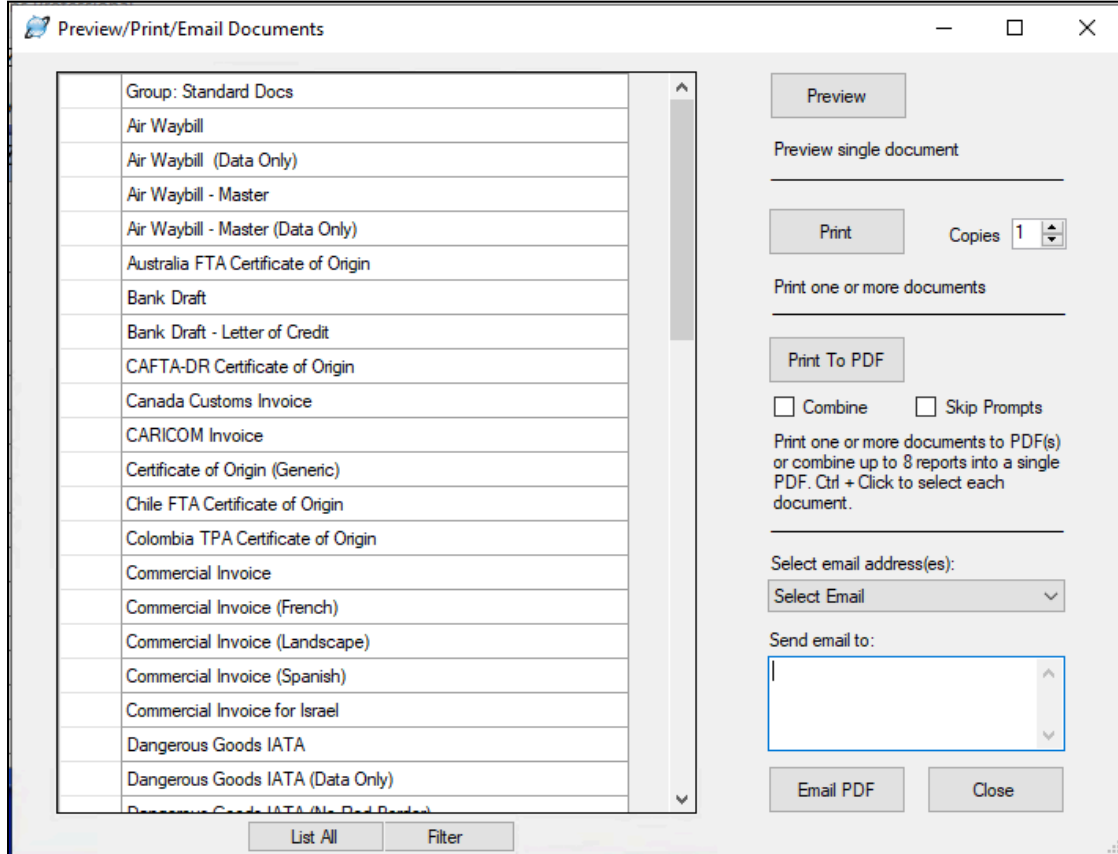 Preview/Print/Email Documents
Group: Standard Docs
Air Waybill
Air Waybill (Data Only)
Air Waybill - Master
Air Waybill - Master (Data Only)
Australia FTA Certificate of Origin
Bank Draft
Bank Draft - Letter of Credit
CAFTA-DR Certificate of Origin
Canada Customs Invoice
CARICOM Invoice
Certificate of Origin (Generic)
Chile FTA Certificate of Origin
Colombia TPA Certificate of Origin
Commercial Invoice
Commercial Invoice (French)
Commercial Invoice (Landscape)
Commercial Invoice (Spanish)
Commercial Invoice for Israel
Dangerous Goods IATA
Dangerous Goods IATA (Data Only)
Dangerous Goods IATA (No Red Border)
List All Filter
Preview
Preview single document
Print Copies 1
Print one or more documents
Print To PDF
Combine Skip Prompts
Print one or more documents to PDF(s)
or combine up to 8 reports into a single
PDF. Ctrl + Click to select each
document.
Select email address(es):
Select Email
Send email to:
Email PDF Close